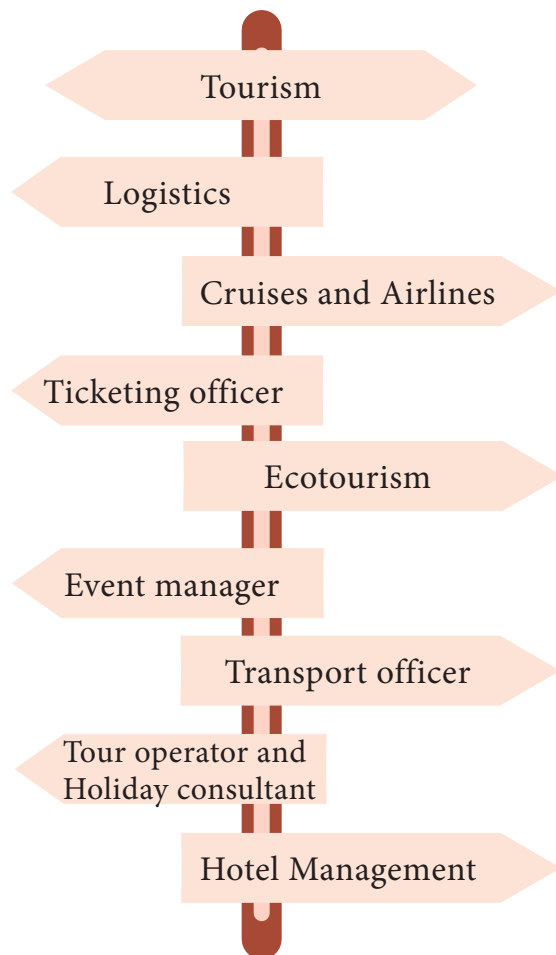 Tourism
Logistics
Cruises and Airlines
Ticketing officer
Ecotourism
Event manager
Transport officer
Tour operator and
Holiday consultant
Hotel Management